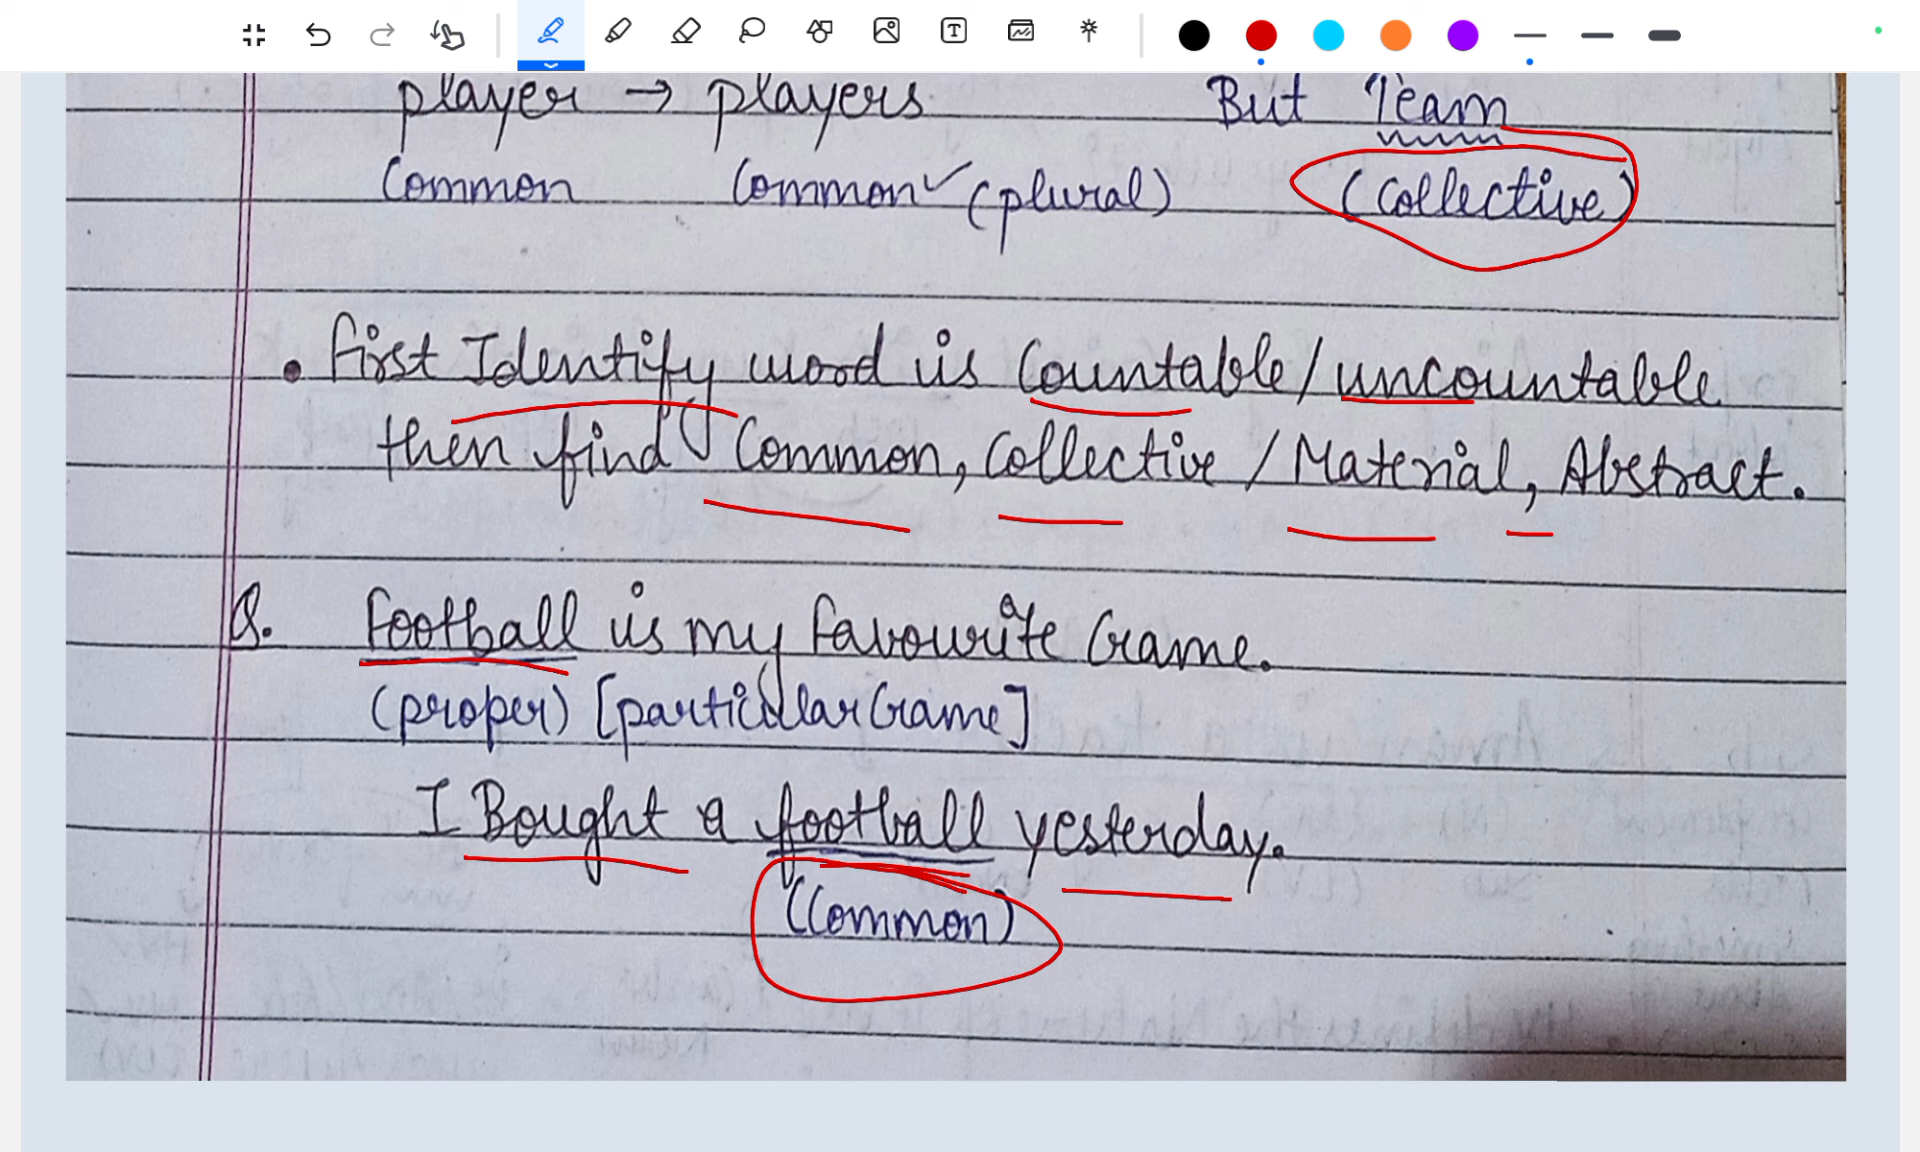 player → players But Team
Common Common✓ (plural) (Collective)
• first Identify word is Countable/uncountable
then find Common, Collective / Material, Abstract.
Q. football is my favourite Game.
(proper) [particular Game]
I Bought a football yesterday.
(Common)